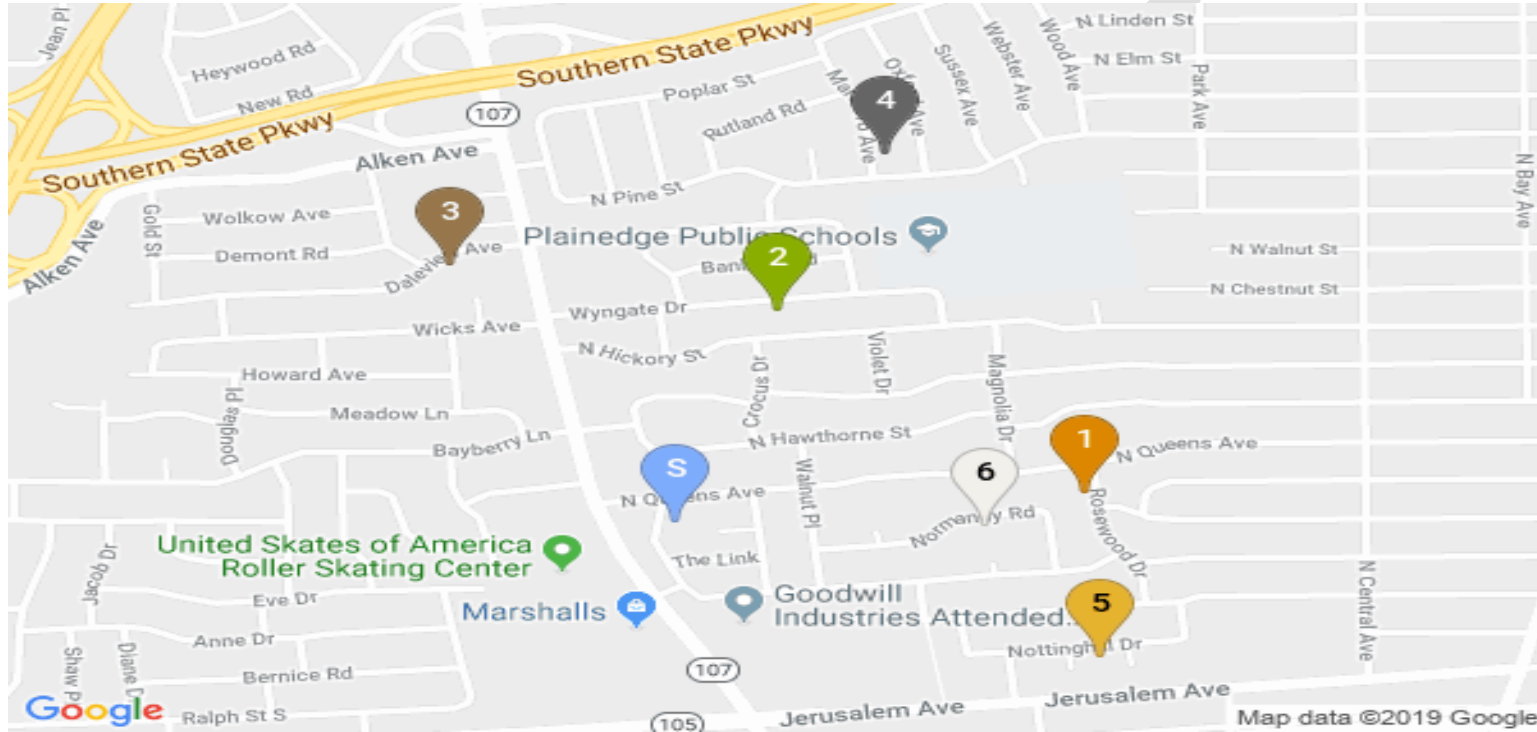 Jean Pl
Heywood Rd
New Rd
Southern State Pkwy
Southern State Pkwy
107
Poplar St
Rutland Rd
Sussex Ave
Webster Ave
Wood Ave
N Linden St
N Elm St
Park Ave
N Bay Ave
4
Alken Ave
Alken Ave
N Pine St
Gold St
Wolkow Ave
Demont Rd
Daleview Ave
3
Plainedge Public Schools
2
N Walnut St
N Chestnut St
Wyngate Dr
Wicks Ave
N Hickory St
Crocus Dr
Violet Dr
Magnolia Dr
Howard Ave
Douglas Pl
Meadow Ln
Bayberry Ln
N Hawthorne St
1
N Queens Ave
S
N Queens Ave
Walnut Pl
6
Normandy Rd
Rosewood Dr
United Skates of America
Roller Skating Center
The Link
Jacob Dr
Eve Dr
Marshalls
Goodwill
Industries Attended...
5
N Central Ave
Anne Dr
Nottinghill Dr
Shaw P
Diane D
Bernice Rd
107
Jerusalem Ave
Jerusalem Ave
Google
Ralph St S
105
Map data ©2019 Google